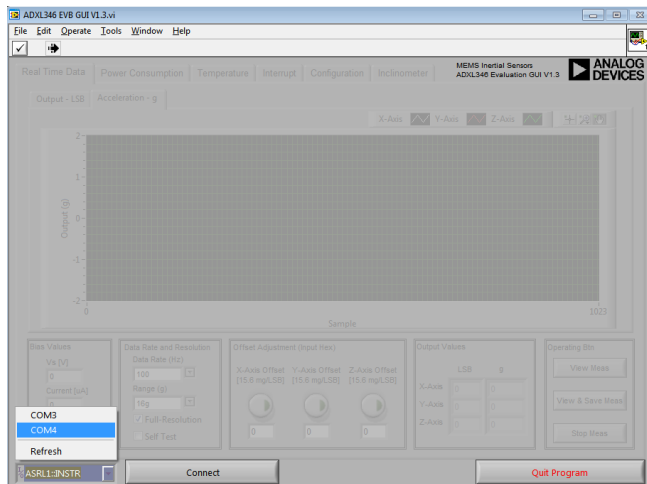 ADXL346 EVB GUI V1.3.vi
File Edit Operate Tools Window Help
MEMS Inertial Sensors
ADXL346 Evaluation GUI V1.3
ANALOG
DEVICES
Real Time Data Power Consumption Temperature Interrupt Configuration Inclinometer
Output - LSB Acceleration - g
X-Axis Y-Axis Z-Axis
Output (g)
2
1
0
-1
-2
0 1023
Sample
Bias Values
Vs [V]
0
Current [uA]
0
Data Rate and Resolution
Data Rate (Hz)
100
Range (g)
16g
Full-Resolution
Self Test
Offset Adjustment (Input Hex)
X-Axis Offset Y-Axis Offset Z-Axis Offset
[15.6 mg/LSB] [15.6 mg/LSB] [15.6 mg/LSB]
0 0 0
Output Values
LSB g
X-Axis 0 0
Y-Axis 0 0
Z-Axis 0 0
Operating Btn
View Meas
View & Save Meas
Stop Meas
COM3
COM4
Refresh
ASRL1::INSTR
Connect
Quit Program